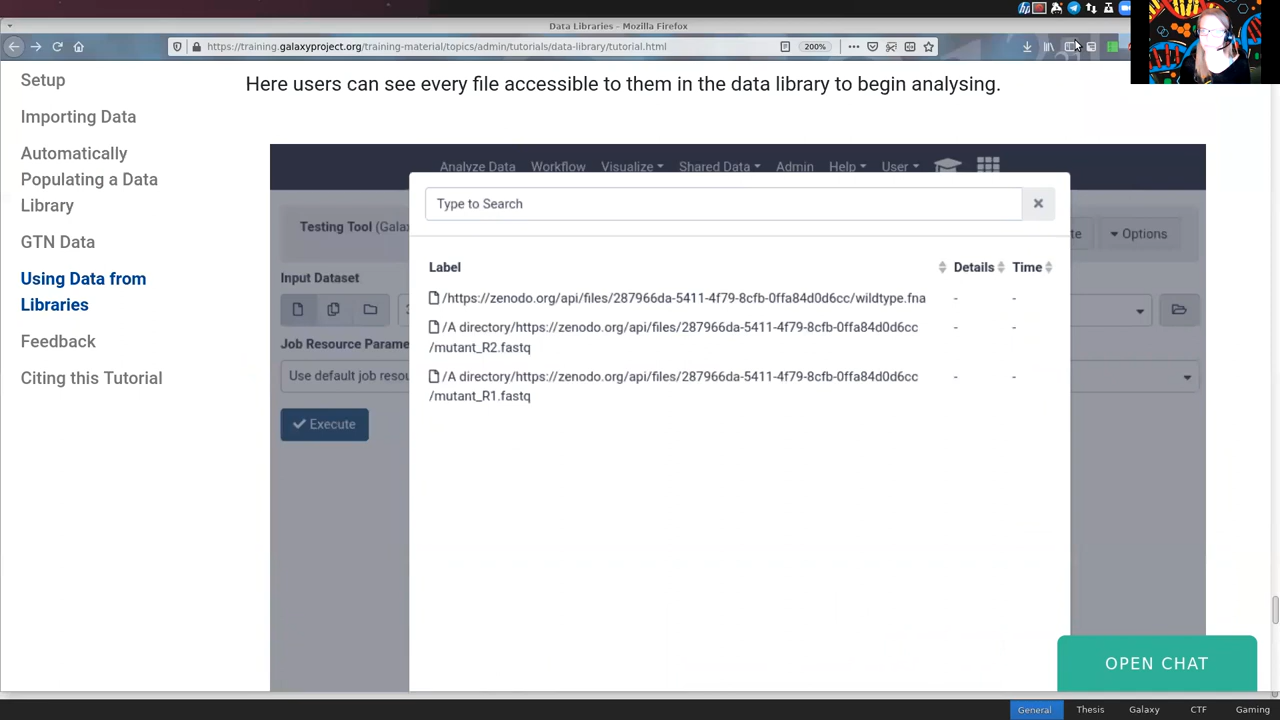 Data Libraries - Mozilla Firefox
https://training.galaxyproject.org/training-material/topics/admin/tutorials/data-library/tutorial.html
200%
Setup
Importing Data
Automatically
Populating a Data
Library
GTN Data
Using Data from
Libraries
Feedback
Citing this Tutorial
Here users can see every file accessible to them in the data library to begin analysing.
Analyze Data Workflow Visualize Shared Data Admin Help User
Testing Tool (Gala
te Options
Input Dataset
Job Resource Parame
Use default job resou
Execute
Type to Search
Label Details Time
/https://zenodo.org/api/files/287966da-5411-4f79-8cfb-0ffa84d0d6cc/wildtype.fna - -
/A directory/https://zenodo.org/api/files/287966da-5411-4f79-8cfb-0ffa84d0d6cc - -
/mutant_R2.fastq
/A directory/https://zenodo.org/api/files/287966da-5411-4f79-8cfb-0ffa84d0d6cc - -
/mutant_R1.fastq
OPEN CHAT
General Thesis Galaxy CTF Gaming